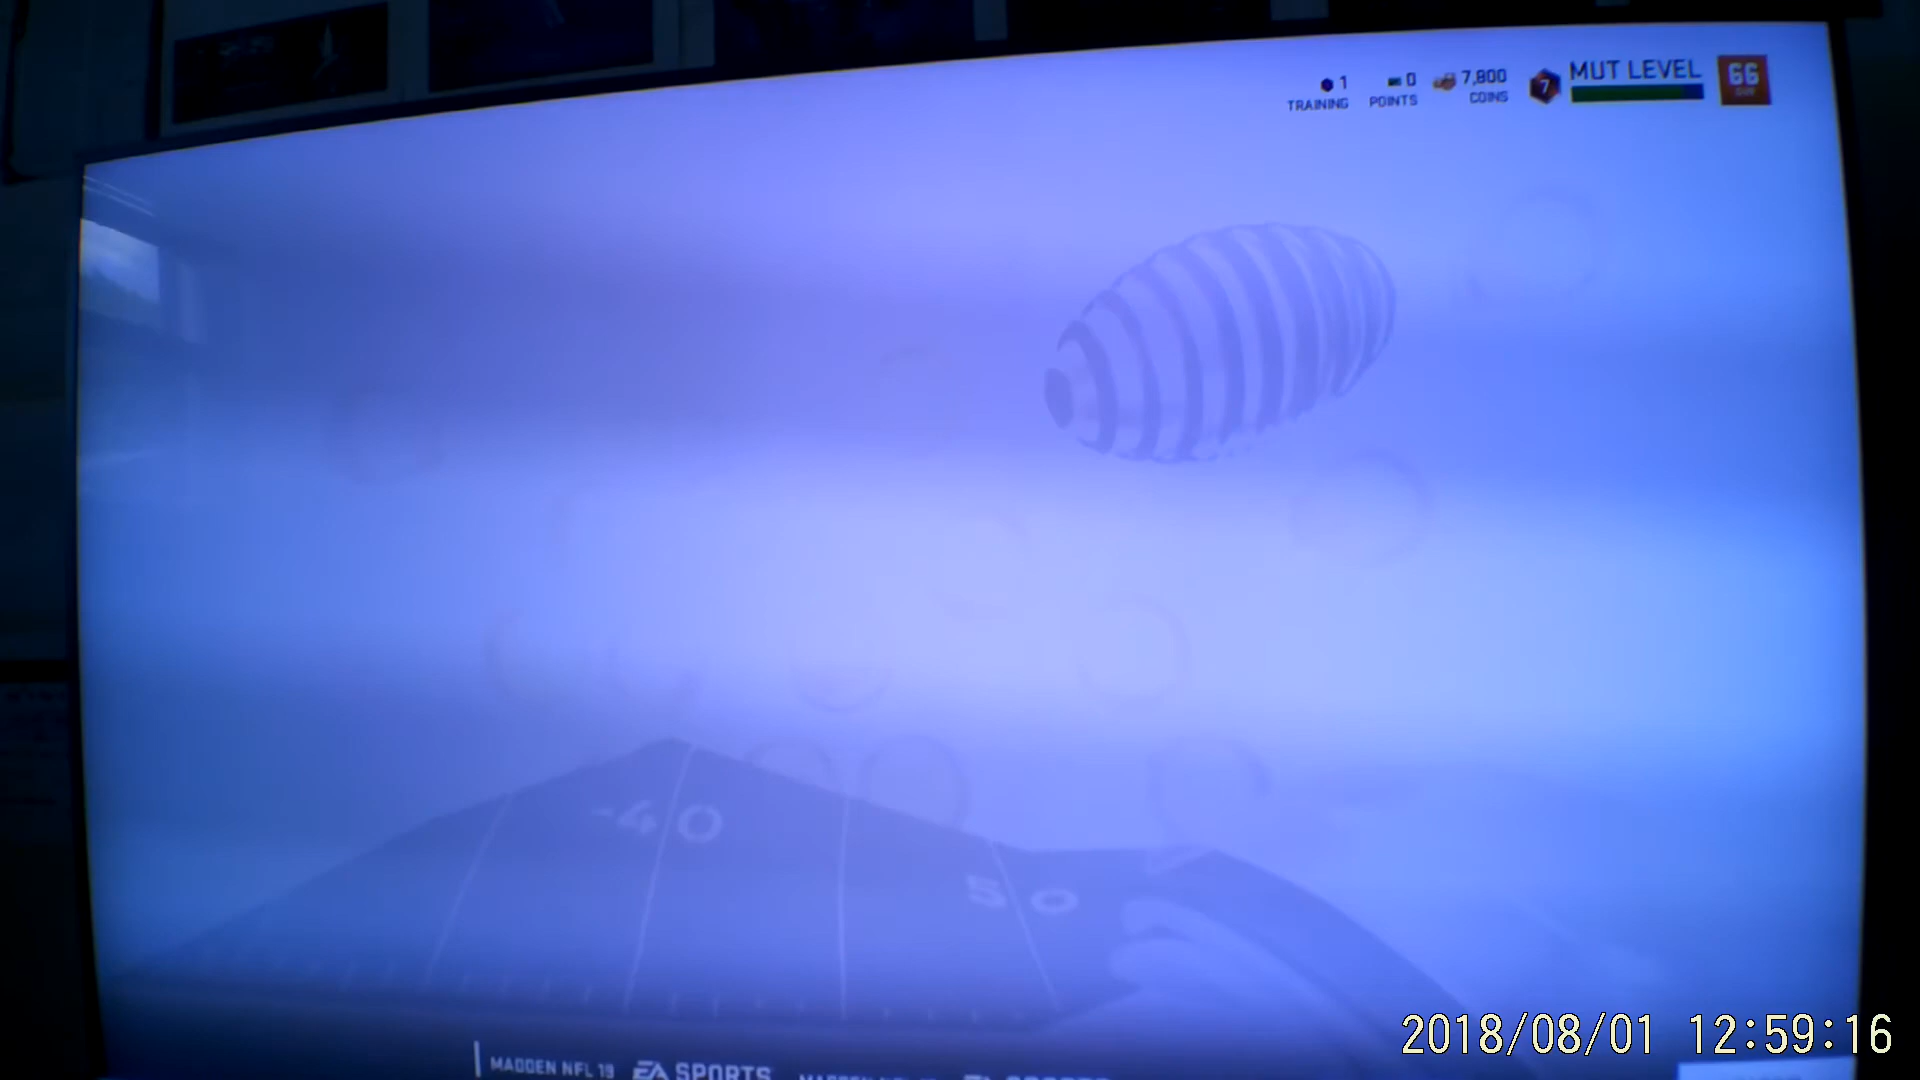 1 0 7,800 7 MUT LEVEL 66
TRAINING POINTS COINS OVR
-40
50
MADDEN NFL 19 EA SPORTS
2018/08/01 12:59:16